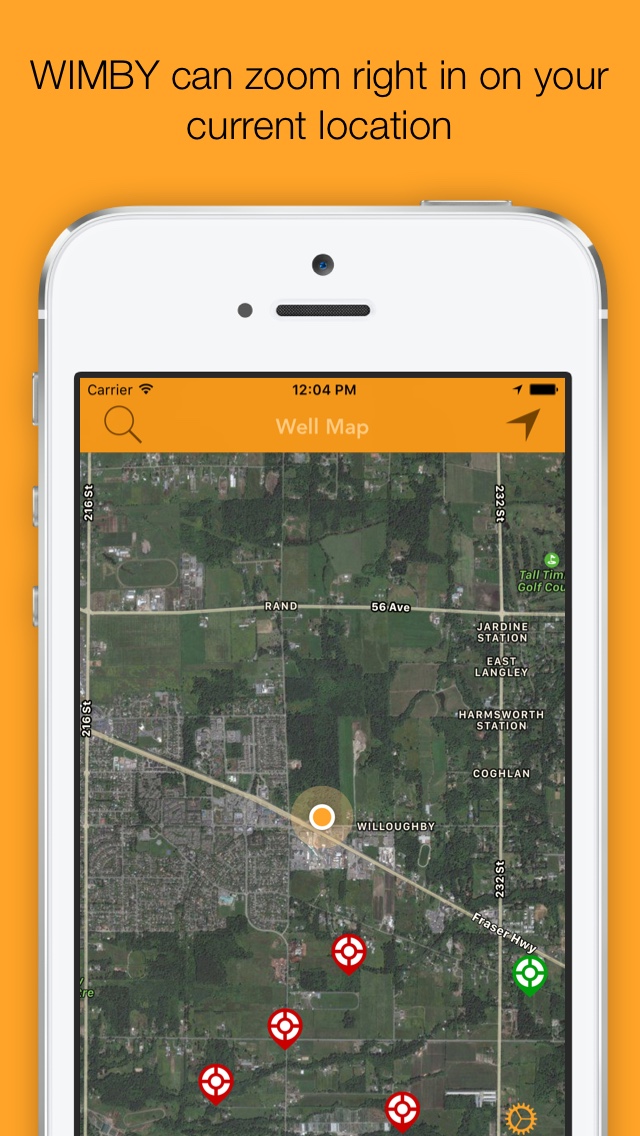 WIMBY can zoom right in on your
current location
Carrier 12:04 PM
Well Map
216 St
232 St
Tall Tim
Golf Cou
RAND
56 Ave
JARDINE
STATION
EAST
LANGLEY
216 St
HARMSWORTH
STATION
COGHLAN
WILLOUGHBY
232 St
Fraser Hwy